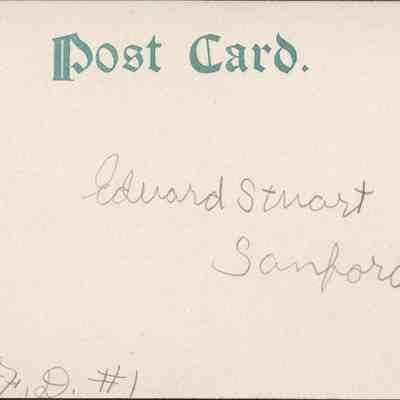 Post Card.
Edward Stuart
Sanford
F. D. #1